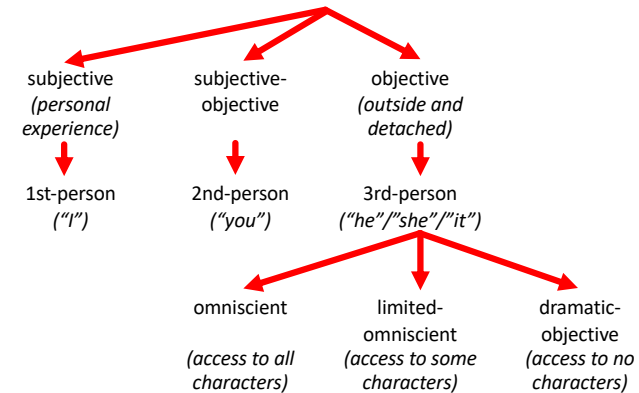 subjective
(personal
experience)
subjective-
objective
objective
(outside and
detached)
1st-person
(“I”)
2nd-person
(“you”)
3rd-person
(“he”/”she”/”it”)
omniscient
(access to all
characters)
limited-
omniscient
(access to some
characters)
dramatic-
objective
(access to no
characters)